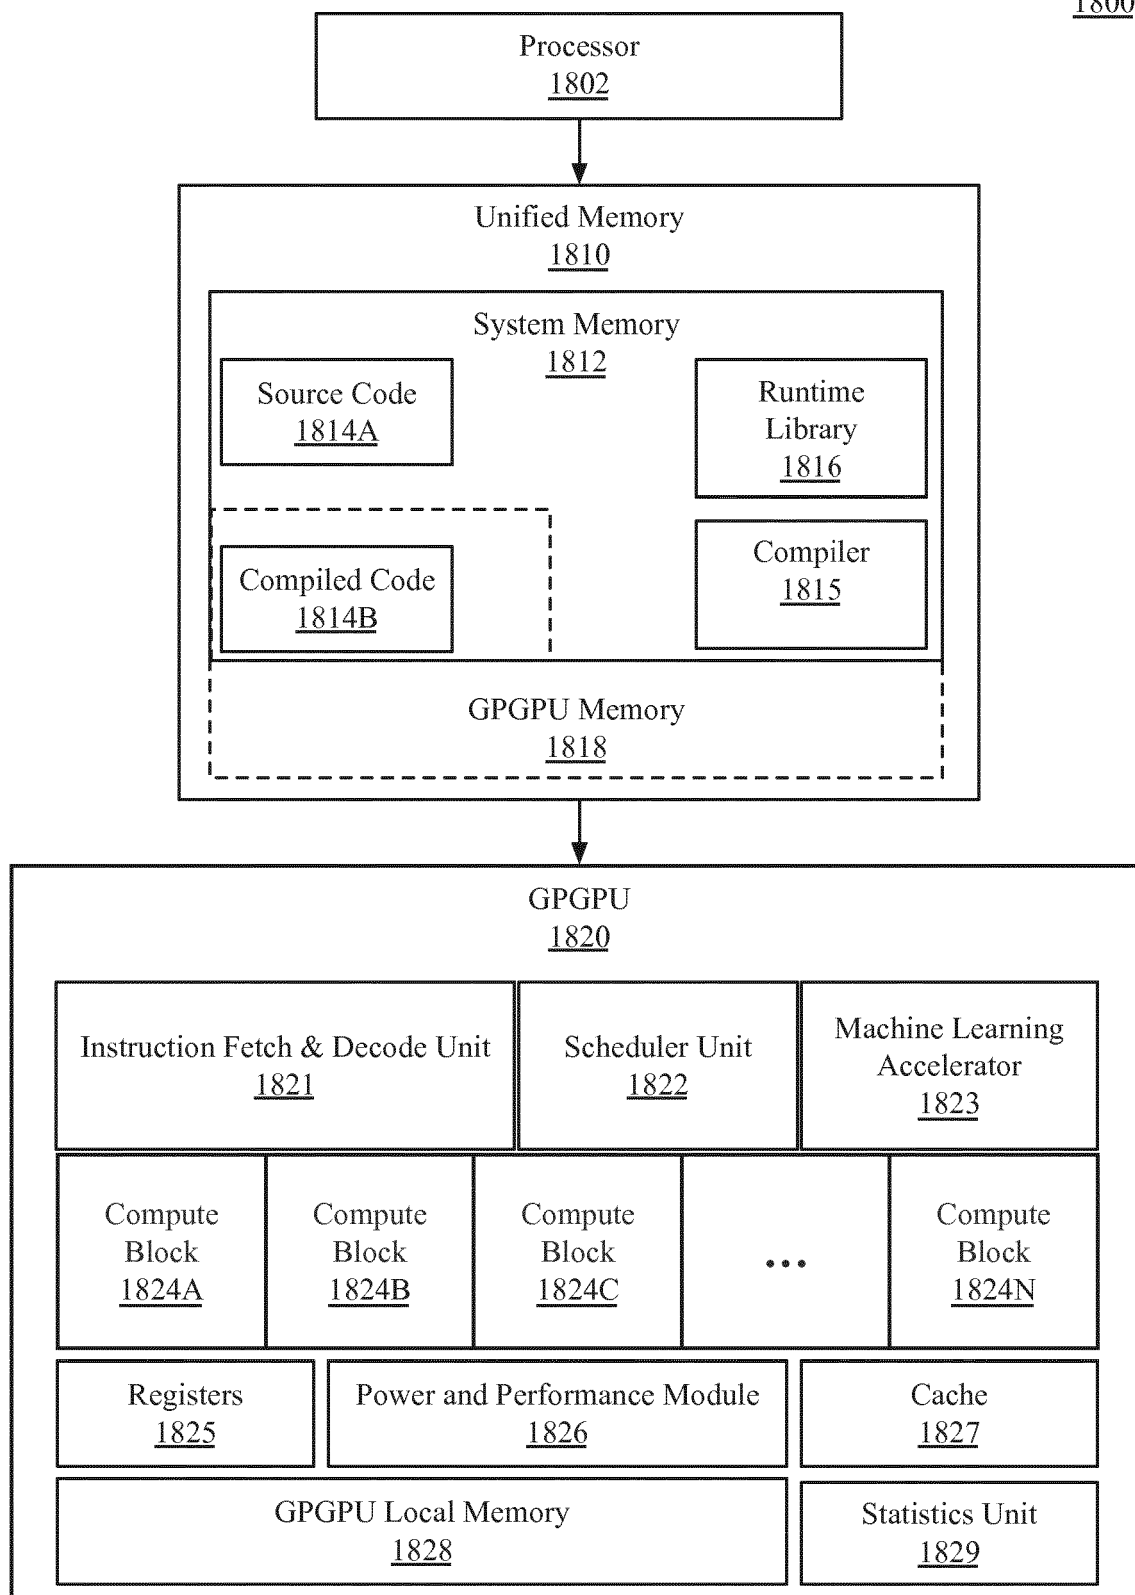 1800
Processor
1802
Unified Memory
1810
System Memory
1812
Source Code
1814A
Runtime
Library
1816
Compiled Code
1814B
Compiler
1815
GPGPU Memory
1818
GPGPU
1820
Instruction Fetch & Decode Unit
1821
Scheduler Unit
1822
Machine Learning
Accelerator
1823
Compute
Block
1824A
Compute
Block
1824B
Compute
Block
1824C
...
Compute
Block
1824N
Registers
1825
Power and Performance Module
1826
Cache
1827
GPGPU Local Memory
1828
Statistics Unit
1829